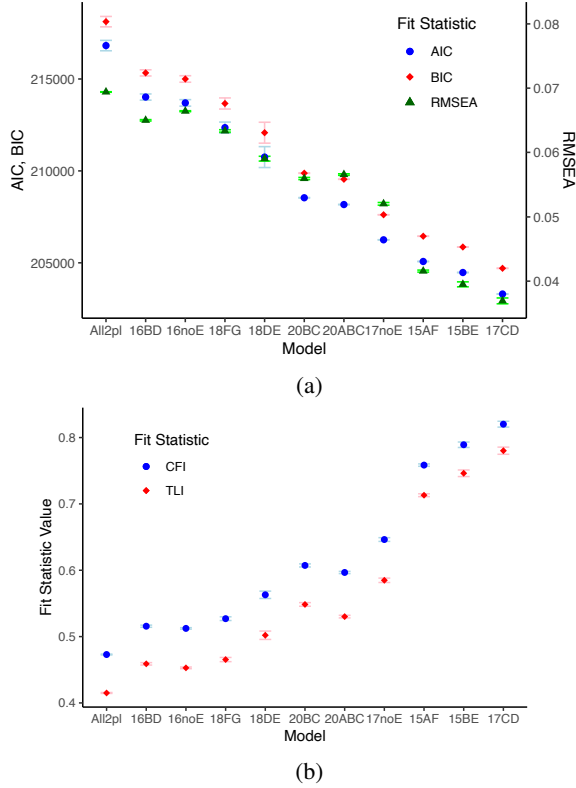 Fit Statistic
AIC
BIC
RMSEA
215000
210000
205000
AIC, BIC
0.08
0.07
0.06
0.05
0.04
RMSEA
All2pl 16BD 16noE 18FG 18DE 20BC 20ABC 17noE 15AF 15BE 17CD
Model
(a)
Fit Statistic
CFI
TLI
0.8
0.7
0.6
0.5
0.4
Fit Statistic Value
All2pl 16BD 16noE 18FG 18DE 20BC 20ABC 17noE 15AF 15BE 17CD
Model
(b)